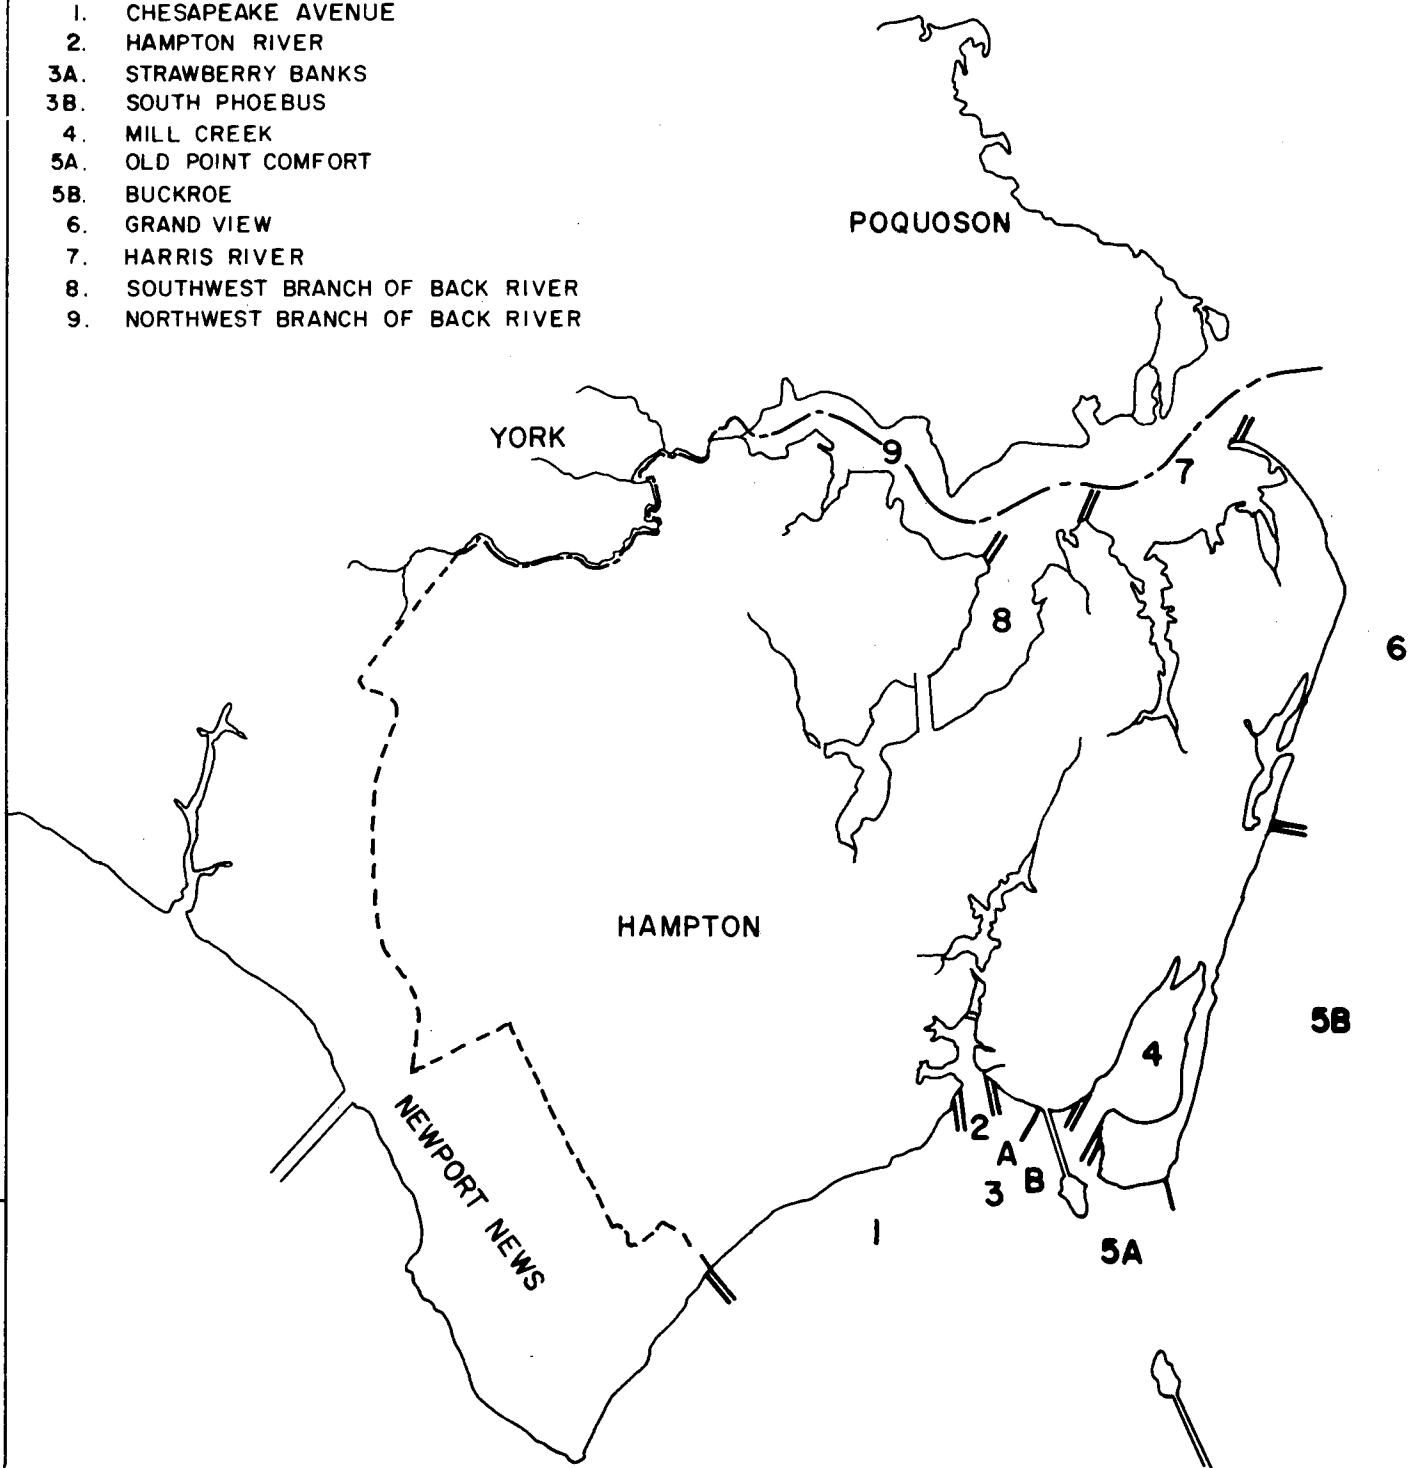 1. CHESAPEAKE AVENUE
2. HAMPTON RIVER
3A. STRAWBERRY BANKS
3B. SOUTH PHOEBUS
4. MILL CREEK
5A. OLD POINT COMFORT
5B. BUCKROE
6. GRAND VIEW
7. HARRIS RIVER
8. SOUTHWEST BRANCH OF BACK RIVER
9. NORTHWEST BRANCH OF BACK RIVER
POQUOSON
YORK
9
7
8
6
HAMPTON
5B
4
NEWPORT NEWS
2
A
B
3
1
5A